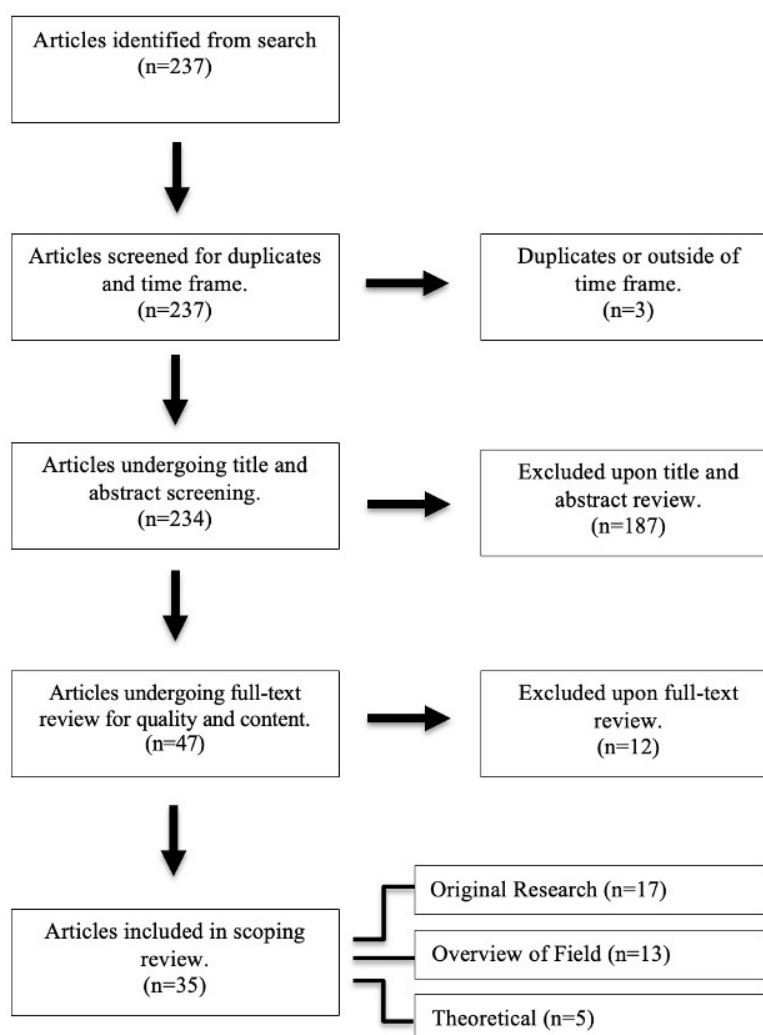 Articles identified from search
(n=237)
Articles screened for duplicates
and time frame.
(n=237)
Duplicates or outside of
time frame.
(n=3)
Articles undergoing title and
abstract screening.
(n=234)
Excluded upon title and
abstract review.
(n=187)
Articles undergoing full-text
review for quality and content.
(n=47)
Excluded upon full-text
review.
(n=12)
Articles included in scoping
review.
(n=35)
Original Research (n=17)
Overview of Field (n=13)
Theoretical (n=5)